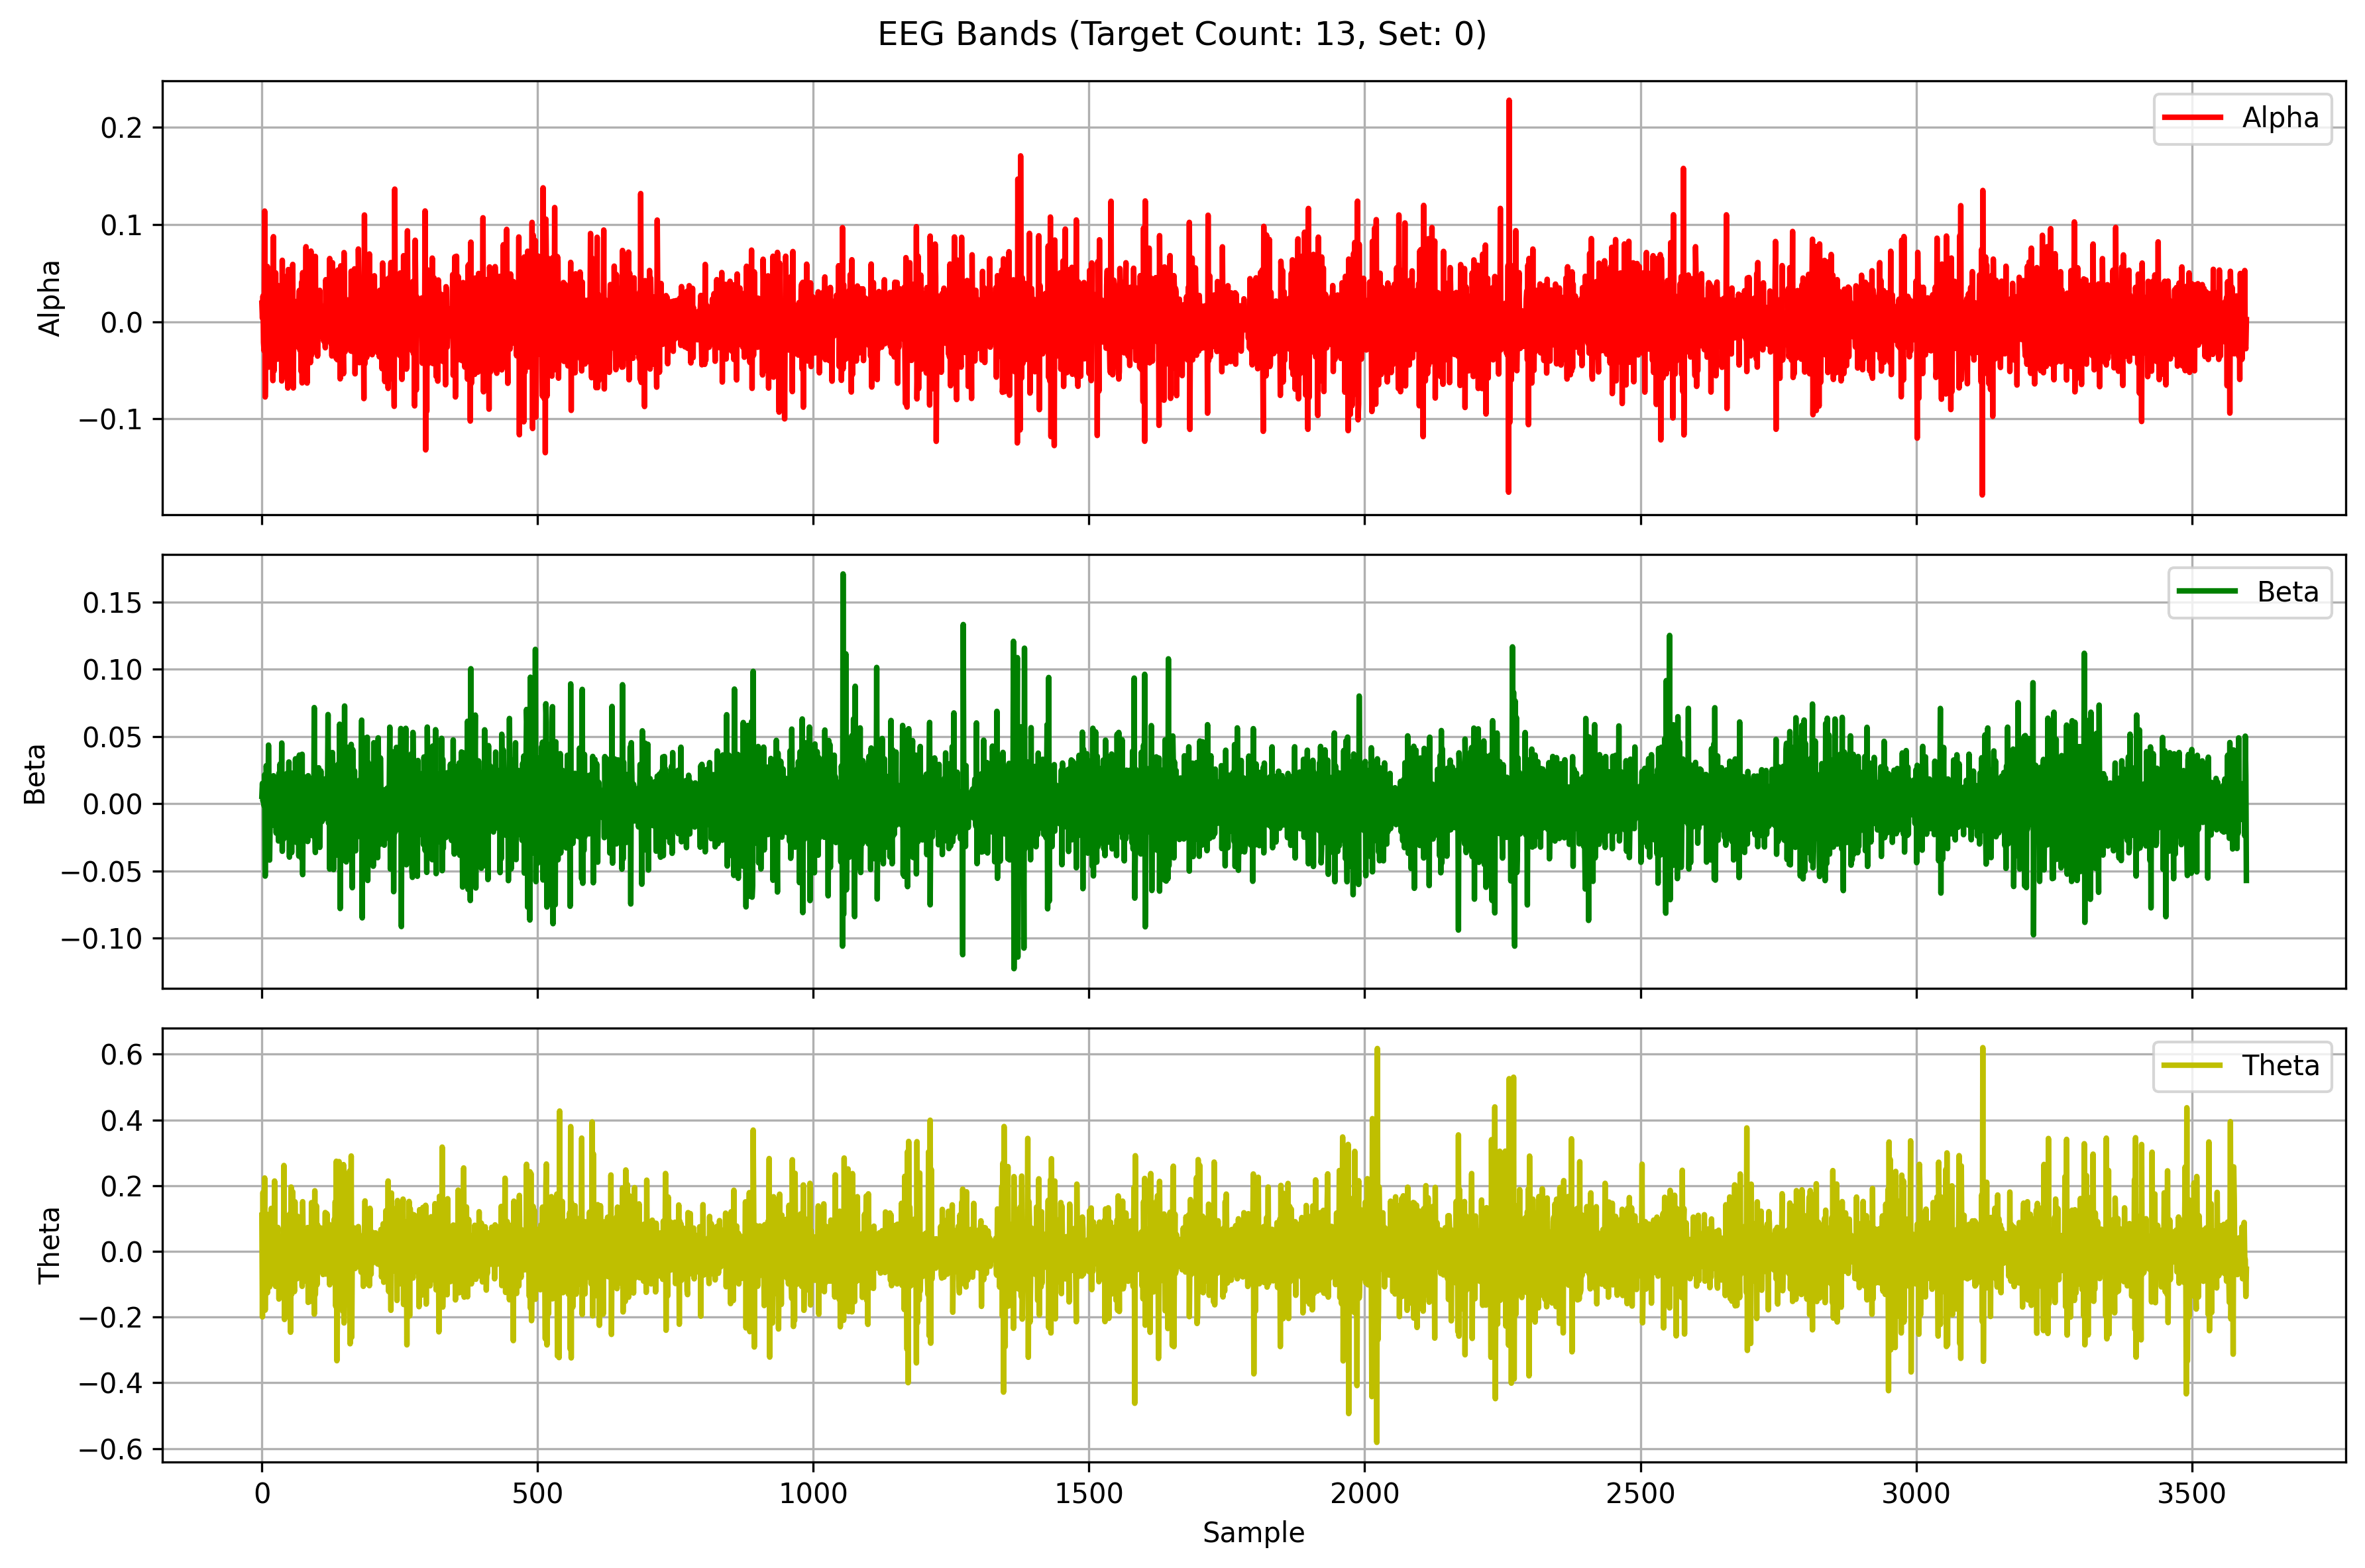 EEG Bands (Target Count: 13, Set: 0)
Alpha
0.2
0.1
0.0
−0.1
Alpha
Beta
0.15
0.10
0.05
0.00
−0.05
−0.10
Beta
Theta
0.6
0.4
0.2
0.0
−0.2
−0.4
−0.6
Theta
0 500 1000 1500 2000 2500 3000 3500
Sample